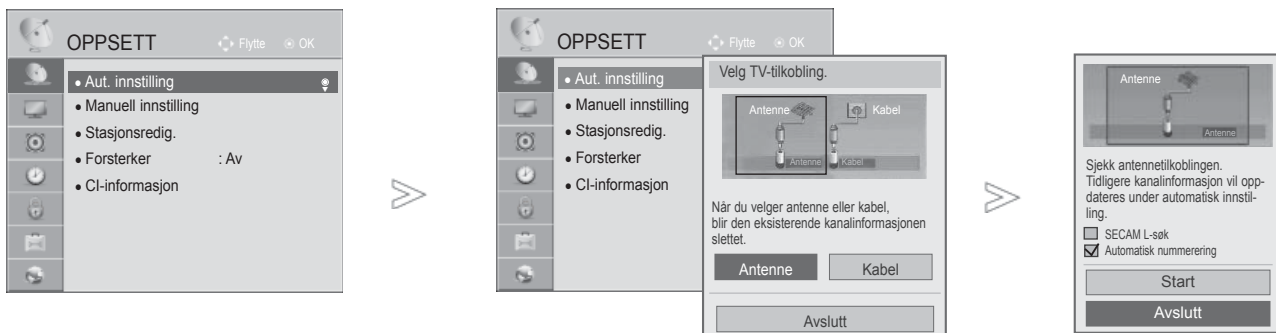 OPPSETT
Flytte OK
• Aut. innstilling
• Manuell innstilling
• Stasjonsredig.
• Forsterker : Av
• CI-informasjon
>>
OPPSETT
Flytte OK
• Aut. innstilling
• Manuell innstilling
• Stasjonsredig.
• Forsterker
• CI-informasjon
Velg TV-tilkobling.
Antenne Kabel
Antenne Kabel
Når du velger antenne eller kabel,
blir den eksisterende kanalinformasjonen
slettet.
Antenne Kabel
Avslutt
>>
Antenne
Antenne
Sjekk antennetilkoblingen.
Tidligere kanalinformasjon vil opp-
dateres under automatisk innstil-
ling.
SECAM L-søk
Automatisk nummerering
Start
Avslutt